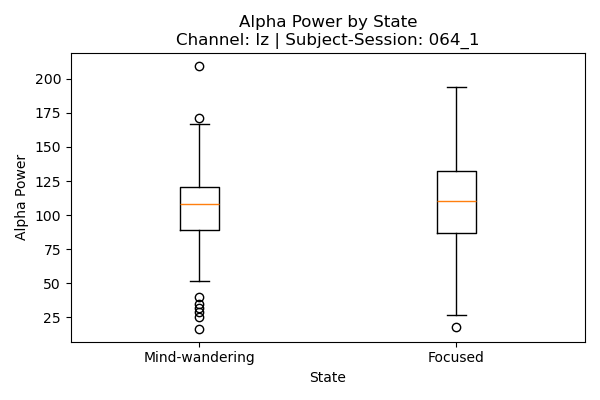 Alpha Power by State
Channel: Iz | Subject-Session: 064_1
Alpha Power
200
175
150
125
100
75
50
25
Mind-wandering
Focused
State